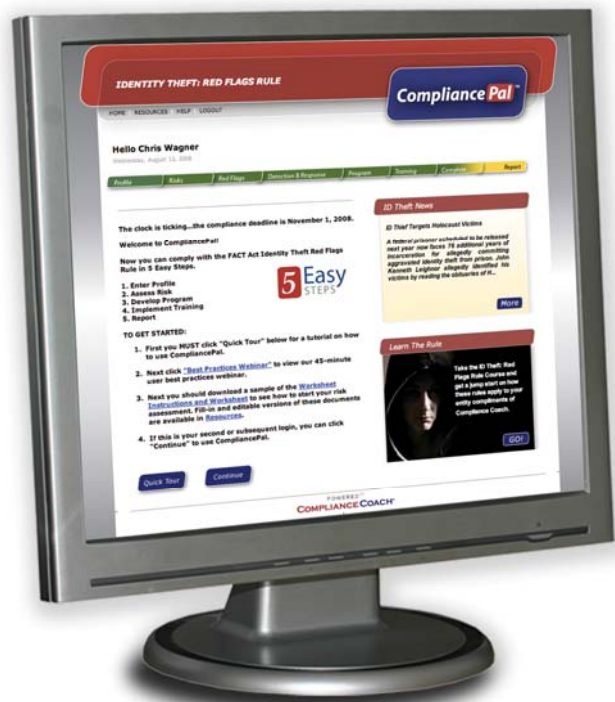 IDENTITY THEFT: RED FLAGS RULE
CompliancePal™
HOME RESOURCES HELP LOGOUT
Hello Chris Wagner
Wednesday, August 13, 2008
Profile Risks Red Flags Detection & Response Program Training Complete Report
The clock is ticking...the compliance deadline is November 1, 2008.
Welcome to CompliancePal!
Now you can comply with the FACT Act Identity Theft Red Flags
Rule in 5 Easy Steps.
1. Enter Profile
2. Assess Risk
3. Develop Program
4. Implement Training
5. Report
5 Easy
STEPS
TO GET STARTED:
1. First you MUST click "Quick Tour" below for a tutorial on how
to use CompliancePal.
2. Next click "Best Practices Webinar" to view our 45-minute
user best practices webinar.
3. Next you should download a sample of the Worksheet
Instructions and Worksheet to see how to start your risk
assessment. Fill-in and editable versions of these documents
are available in Resources.
4. If this is your second or subsequent login, you can click
"Continue" to use CompliancePal.
Quick Tour Continue
ID Theft News
ID Thief Targets Holocaust Victims
A federal prisoner scheduled to be released
next year now faces 76 additional years of
incarceration for allegedly committing
aggravated identity theft from prison. John
Kenneth Leighnor allegedly identified his
victims by reading the obituaries of H...
More
Learn The Rule
Take the ID Theft: Red
Flags Rule Course and
get a jump start on how
these rules apply to your
entity compliments of
Compliance Coach.
GO!
POWERED
COMPLIANCECOACH